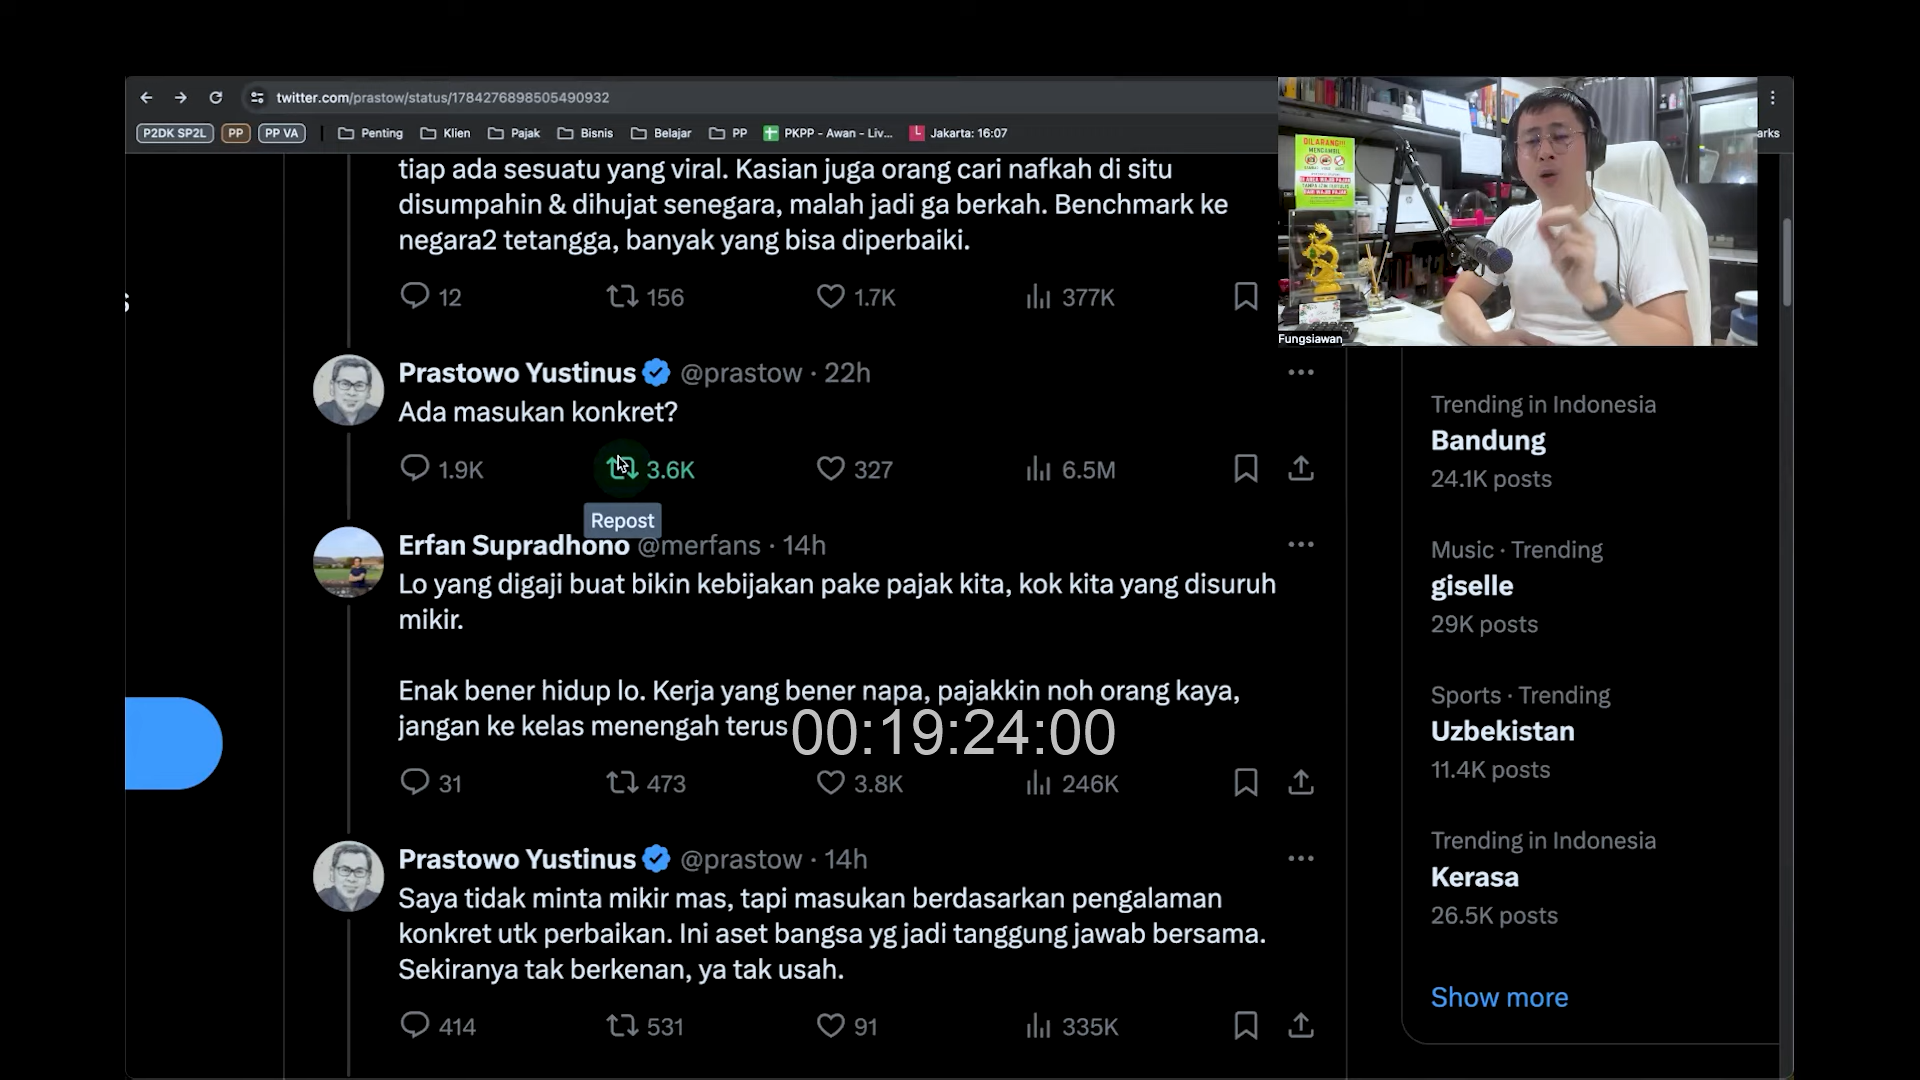 twitter.com/prastow/status/1784276898505490932
P2DK SP2L
PP
PP VA
Penting
Klien
Pajak
Bisnis
Belajar
PP
PKPP - Awan - Liv...
Jakarta: 16:07
arks
tiap ada sesuatu yang viral. Kasian juga orang cari nafkah di situ
disumpahin & dihujat senegara, malah jadi ga berkah. Benchmark ke
negara2 tetangga, banyak yang bisa diperbaiki.
12 156 1.7K 377K
DILARANG!!!
MENGAMBIL
Fungsiawan
Prastowo Yustinus @prastow · 22h
Ada masukan konkret?
1.9K 3.6K 327 6.5M
Repost
Erfan Supradhono @merfans · 14h
Lo yang digaji buat bikin kebijakan pake pajak kita, kok kita yang disuruh
mikir.
Enak bener hidup lo. Kerja yang bener napa, pajakkin noh orang kaya,
jangan ke kelas menengah terus
00:19:24:00
31 473 3.8K 246K
Prastowo Yustinus @prastow · 14h
Saya tidak minta mikir mas, tapi masukan berdasarkan pengalaman
konkret utk perbaikan. Ini aset bangsa yg jadi tanggung jawab bersama.
Sekiranya tak berkenan, ya tak usah.
414 531 91 335K
Trending in Indonesia
Bandung
24.1K posts
Music · Trending
giselle
29K posts
Sports · Trending
Uzbekistan
11.4K posts
Trending in Indonesia
Kerasa
26.5K posts
Show more